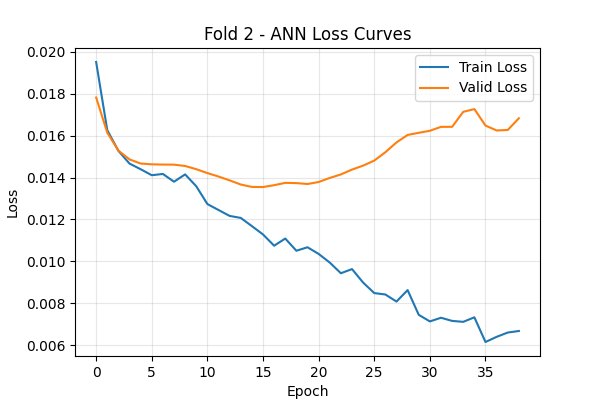 Fold 2 - ANN Loss Curves
Train Loss
Valid Loss
Loss
0.020
0.018
0.016
0.014
0.012
0.010
0.008
0.006
0 5 10 15 20 25 30 35
Epoch